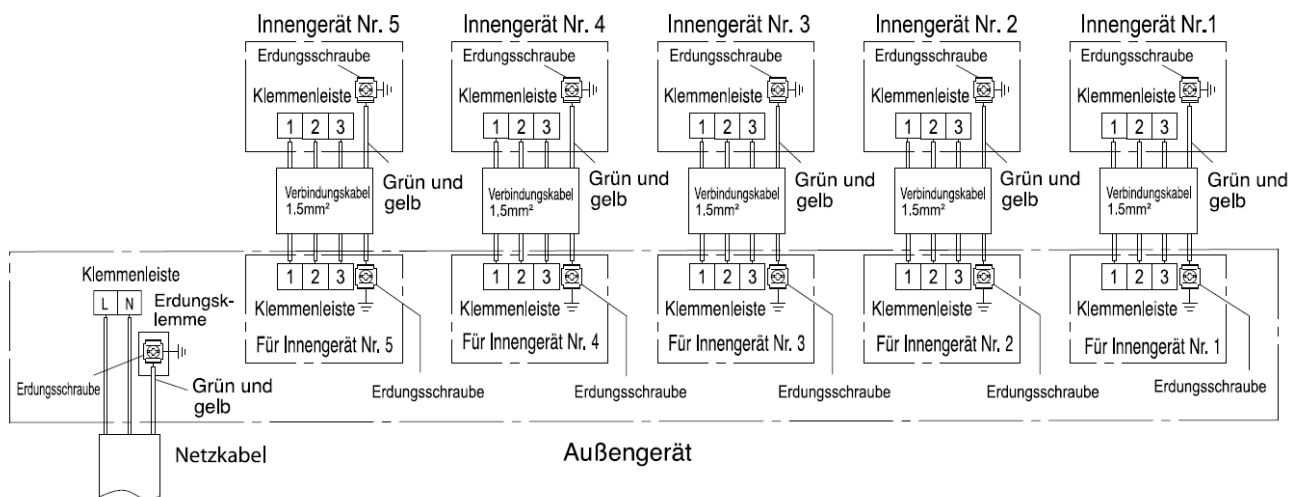 Innengerät Nr. 5
Innengerät Nr. 4
Innengerät Nr. 3
Innengerät Nr. 2
Innengerät Nr.1
Erdungsschraube
Erdungsschraube
Erdungsschraube
Erdungsschraube
Erdungsschraube
Klemmenleiste
Klemmenleiste
Klemmenleiste
Klemmenleiste
Klemmenleiste
1 2 3
1 2 3
1 2 3
1 2 3
1 2 3
Verbindungskabel
1.5mm²
Grün und
gelb
Verbindungskabel
1.5mm²
Grün und
gelb
Verbindungskabel
1.5mm²
Grün und
gelb
Verbindungskabel
1.5mm²
Grün und
gelb
Verbindungskabel
1.5mm²
Grün und
gelb
Klemmenleiste
L N
Erdungsk-
lemme
Erdungsschraube
Grün und
gelb
Netzkabel
1 2 3
Klemmenleiste
Für Innengerät Nr. 5
Erdungsschraube
1 2 3
Klemmenleiste
Für Innengerät Nr. 4
Erdungsschraube
1 2 3
Klemmenleiste
Für Innengerät Nr. 3
Erdungsschraube
1 2 3
Klemmenleiste
Für Innengerät Nr. 2
Erdungsschraube
1 2 3
Klemmenleiste
Für Innengerät Nr. 1
Erdungsschraube
Außengerät